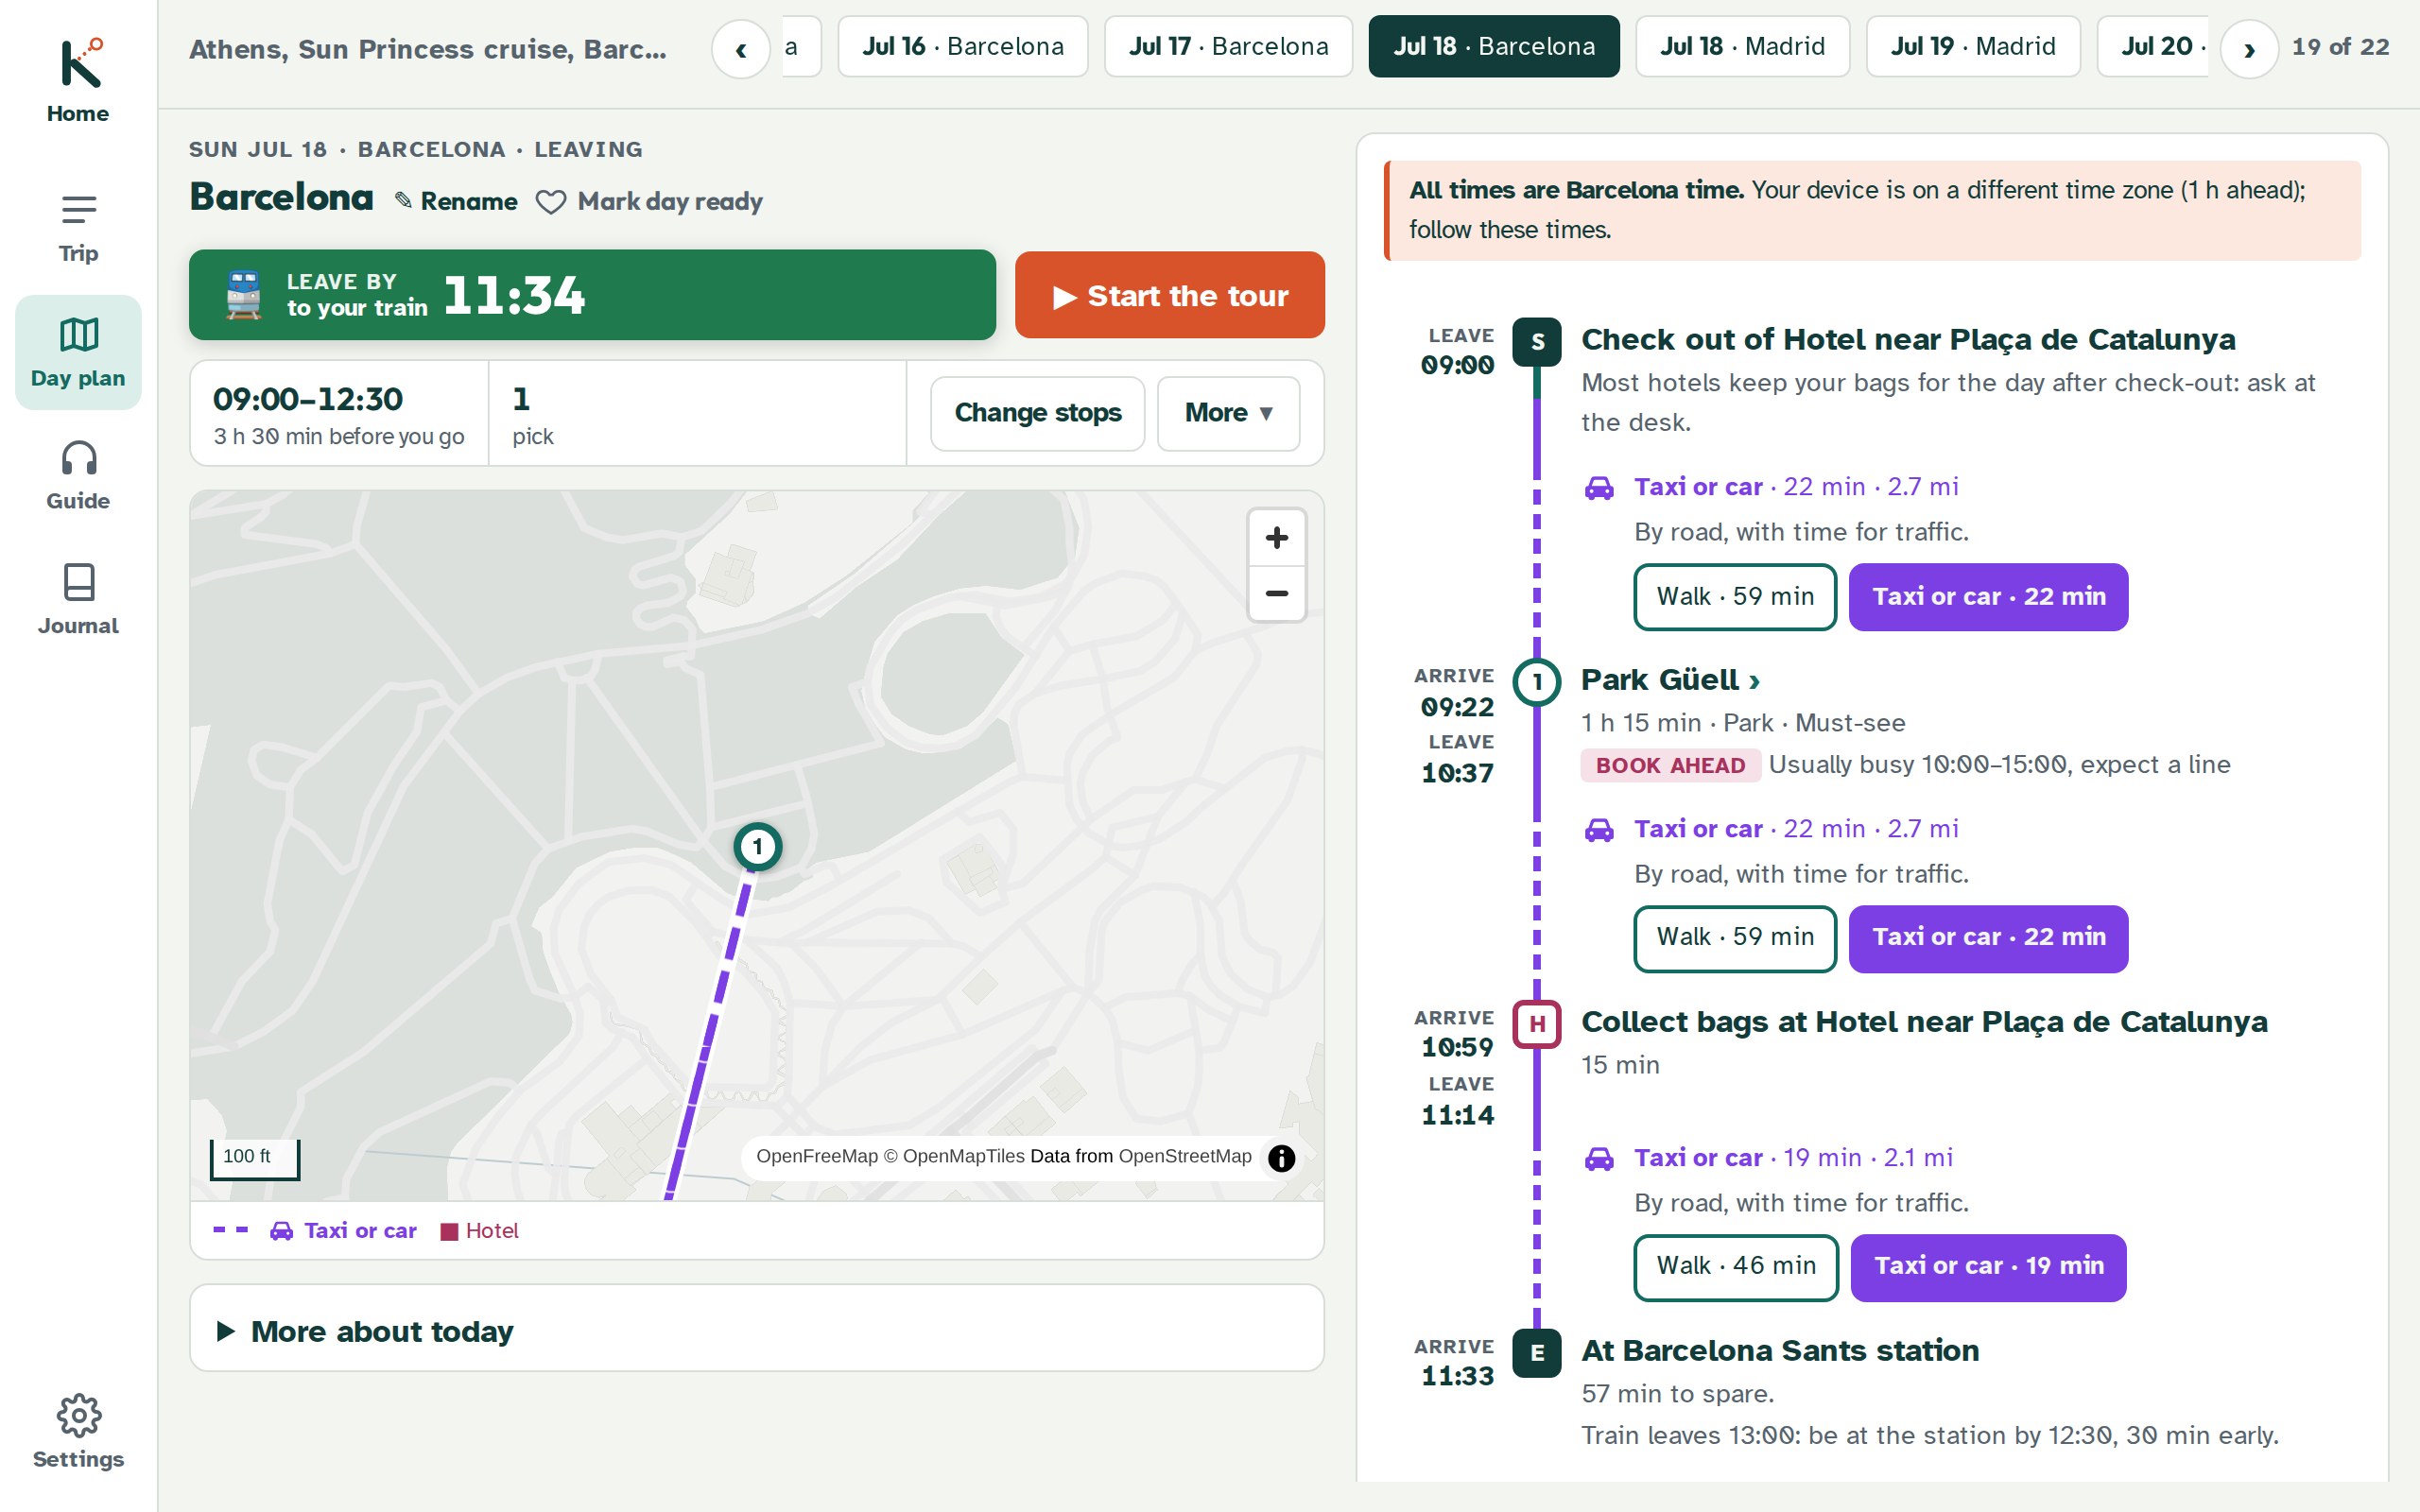 Home
Trip
Day plan
Guide
Journal
Settings
Athens, Sun Princess cruise, Barc...
‹
a
Jul 16 · Barcelona
Jul 17 · Barcelona
Jul 18 · Barcelona
Jul 18 · Madrid
Jul 19 · Madrid
Jul 20 ·
›
19 of 22
SUN JUL 18 · BARCELONA · LEAVING
Barcelona
✎ Rename
Mark day ready
LEAVE BY
to your train
11:34
▶ Start the tour
09:00–12:30
3 h 30 min before you go
1
pick
Change stops
More ▾
+
−
1
100 ft
OpenFreeMap © OpenMapTiles Data from OpenStreetMap
Taxi or car
Hotel
▶ More about today
All times are Barcelona time. Your device is on a different time zone (1 h ahead);
follow these times.
LEAVE
09:00
S
Check out of Hotel near Plaça de Catalunya
Most hotels keep your bags for the day after check-out: ask at
the desk.
Taxi or car · 22 min · 2.7 mi
By road, with time for traffic.
Walk · 59 min
Taxi or car · 22 min
ARRIVE
09:22
LEAVE
10:37
1
Park Güell ›
1 h 15 min · Park · Must-see
BOOK AHEAD Usually busy 10:00–15:00, expect a line
Taxi or car · 22 min · 2.7 mi
By road, with time for traffic.
Walk · 59 min
Taxi or car · 22 min
ARRIVE
10:59
LEAVE
11:14
H
Collect bags at Hotel near Plaça de Catalunya
15 min
Taxi or car · 19 min · 2.1 mi
By road, with time for traffic.
Walk · 46 min
Taxi or car · 19 min
ARRIVE
11:33
E
At Barcelona Sants station
57 min to spare.
Train leaves 13:00: be at the station by 12:30, 30 min early.